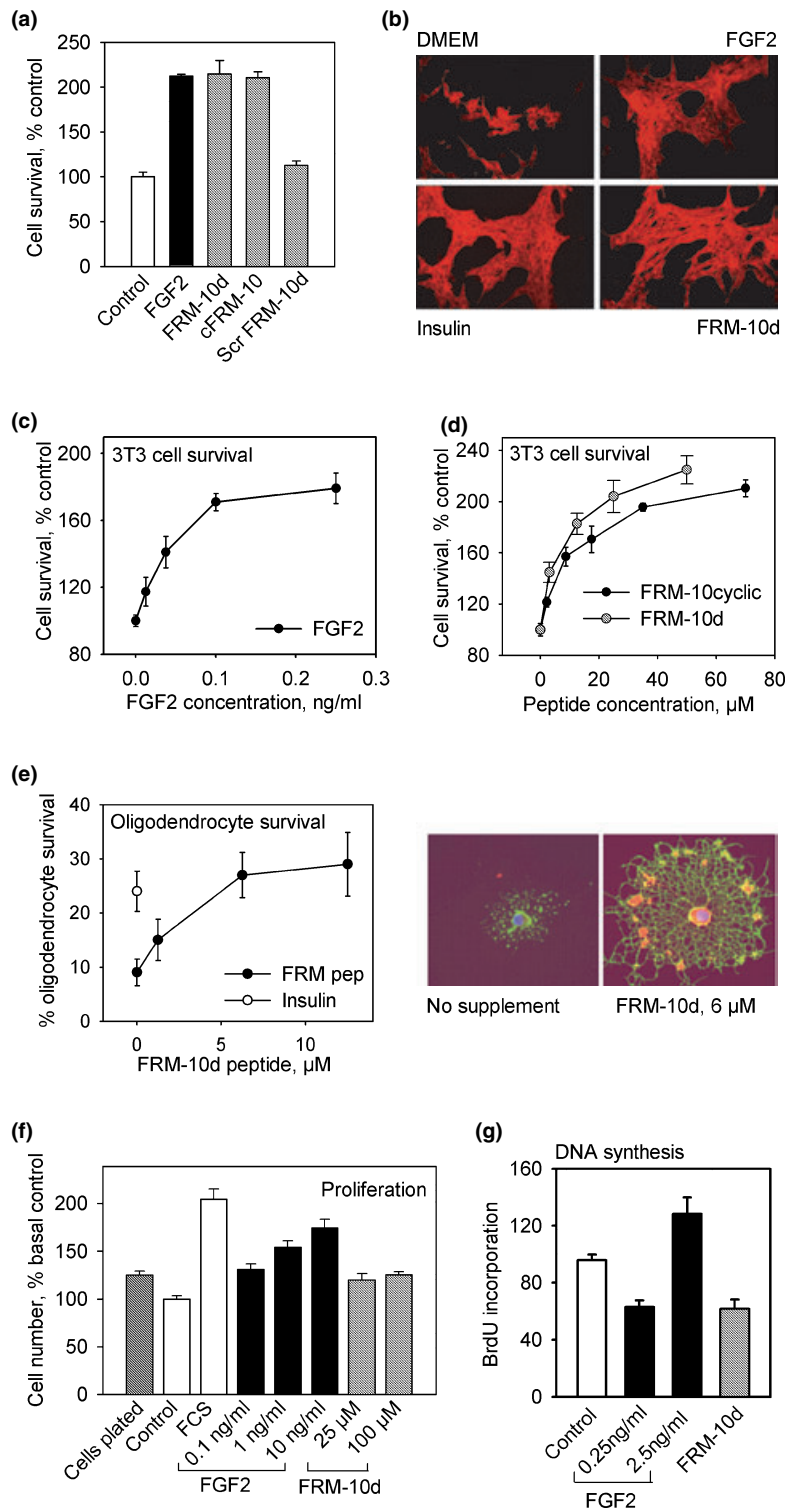 (a)
250
200
150
100
50
0
Cell survival, % control
Control
FGF2
FRM-10d
cFRM-10
Scr FRM-10d
(b)
DMEM
FGF2
Insulin
FRM-10d
(c)
3T3 cell survival
200
160
120
80
Cell survival, % control
FGF2
0.0
0.1
0.2
0.3
FGF2 concentration, ng/ml
(d)
3T3 cell survival
240
200
160
120
80
Cell survival, % control
FRM-10cyclic
FRM-10d
0
20
40
60
80
Peptide concentration, µM
(e)
Oligodendrocyte survival
40
30
20
10
0
% oligodendrocyte survival
FRM pep
Insulin
0
5
10
FRM-10d peptide, µM
No supplement
FRM-10d, 6 µM
(f)
Proliferation
200
150
100
50
0
Cell number, % basal control
Cells plated
Control
FCS
0.1 ng/ml
1 ng/ml
10 ng/ml
25 µM
100 µM
FGF2
FRM-10d
(g)
DNA synthesis
160
120
80
40
0
BrdU incorporation
Control
0.25ng/ml
2.5ng/ml
FRM-10d
FGF2